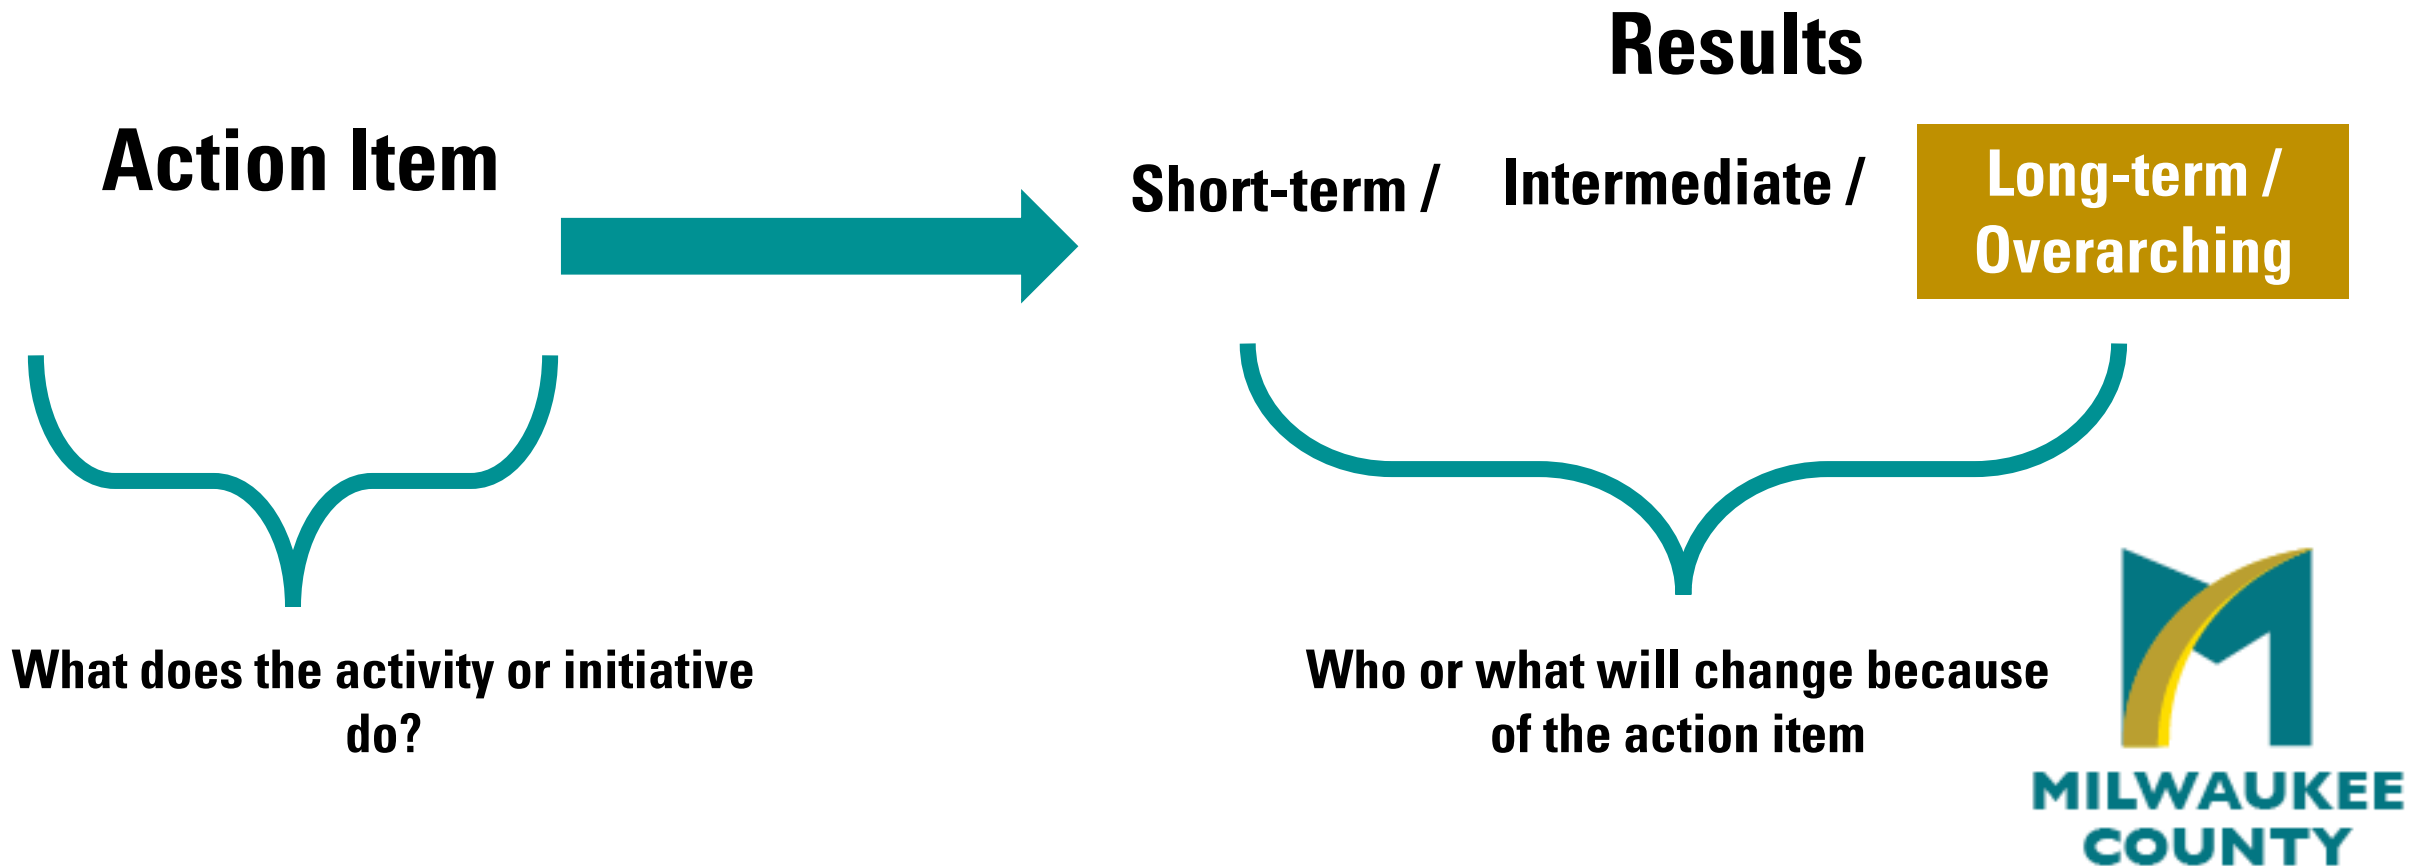 Results
Action Item
Short-term /
Intermediate /
Long-term /
Overarching
What does the activity or initiative
do?
Who or what will change because
of the action item
MILWAUKEE
COUNTY